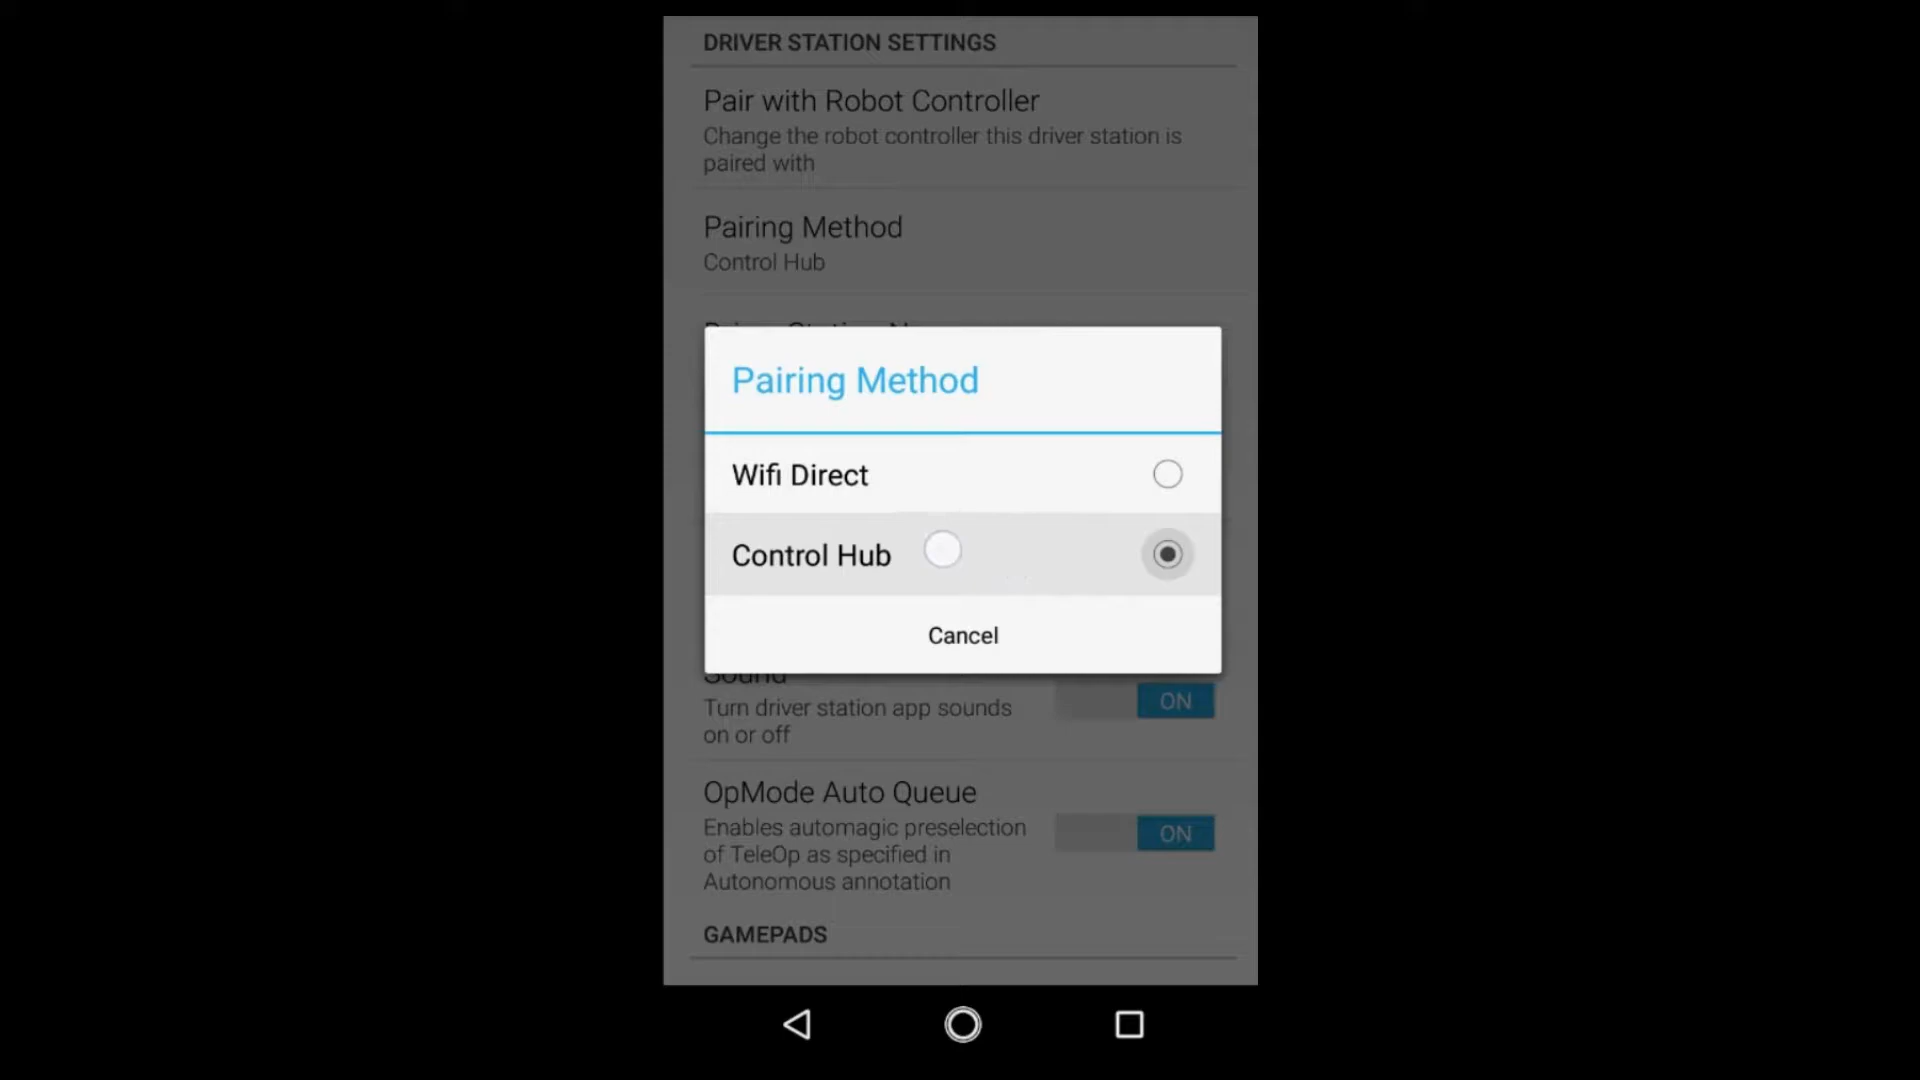 DRIVER STATION SETTINGS
Pair with Robot Controller
Change the robot controller this driver station is
paired with
Pairing Method
Control Hub
Pairing Method
Wifi Direct
Control Hub
Cancel
Sound
Turn driver station app sounds
on or off
ON
OpMode Auto Queue
Enables automagic preselection
of TeleOp as specified in
Autonomous annotation
ON
GAMEPADS